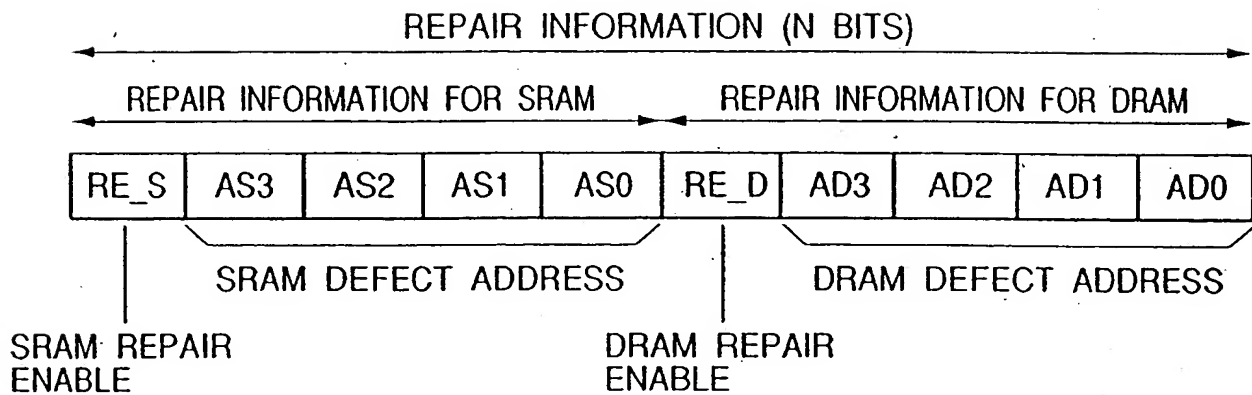 REPAIR INFORMATION (N BITS)
REPAIR INFORMATION FOR SRAM REPAIR INFORMATION FOR DRAM
RE_S AS3 AS2 AS1 AS0 RE_D AD3 AD2 AD1 AD0
SRAM DEFECT ADDRESS DRAM DEFECT ADDRESS
SRAM REPAIR DRAM REPAIR
ENABLE ENABLE